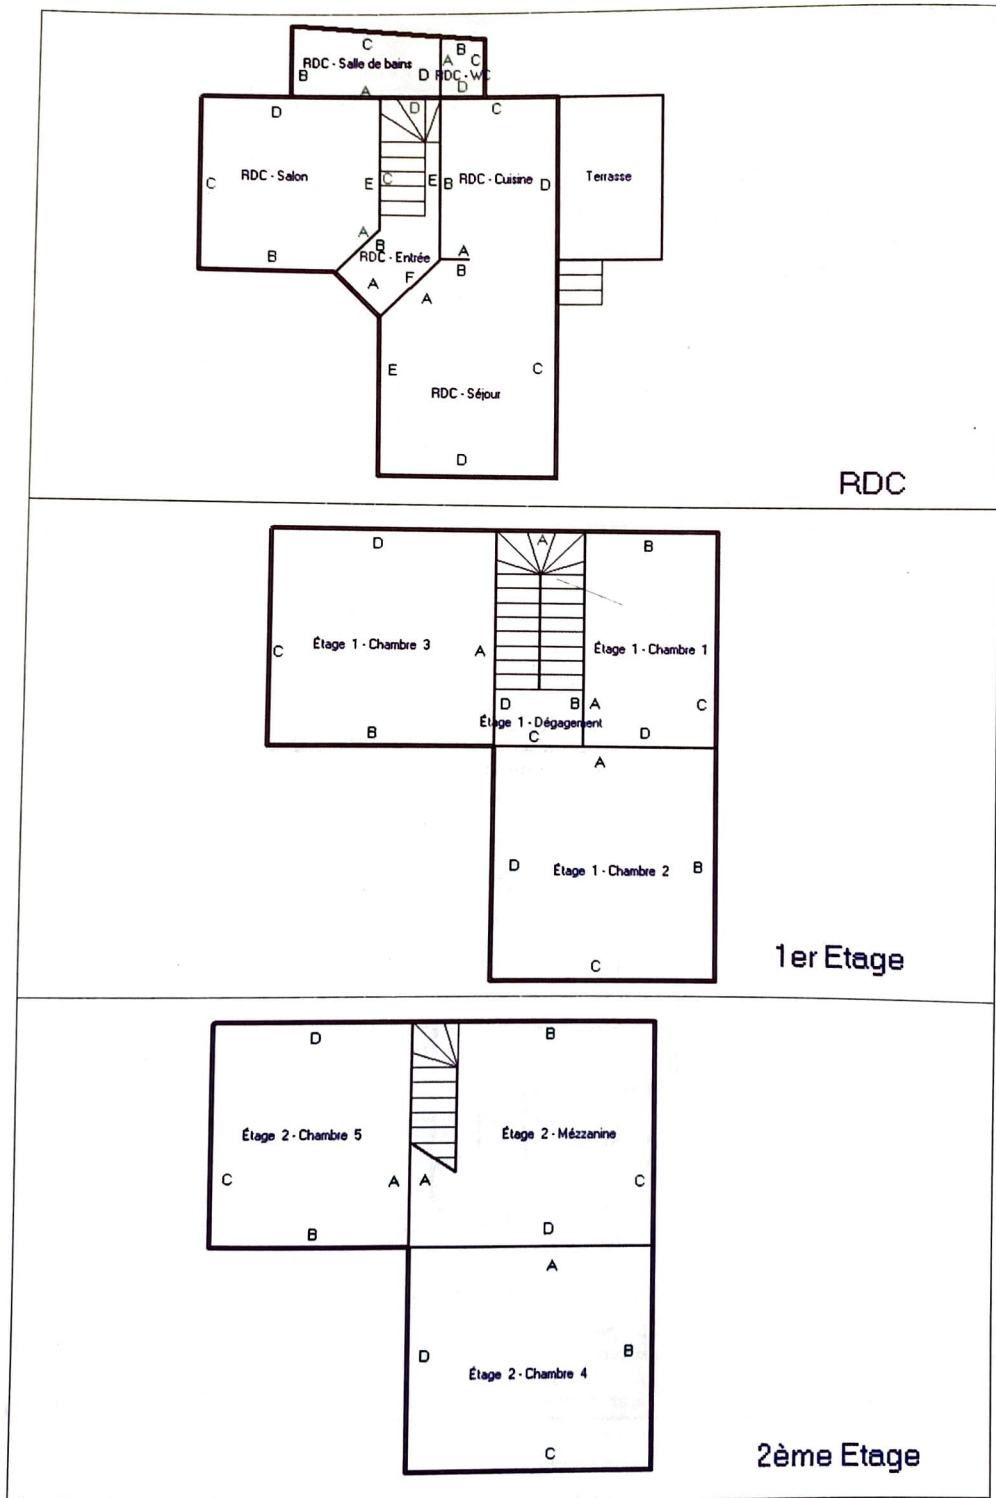 C
B
RDC - Salle de bains
A
C
B
D
RDC - WC
D
A
D
D
C
RDC - Salon
C
E
C
E
B
RDC - Cuisine
D
Terrasse
A
B
B
RDC - Entrée
A
B
A
F
A
E
C
RDC - Séjour
D
RDC
D
A
B
Étage 1 - Chambre 3
C
A
Étage 1 - Chambre 1
D
B
A
C
Étage 1 - Dégagement
B
C
D
A
D
Étage 1 - Chambre 2
B
C
1er Etage
D
B
Étage 2 - Chambre 5
Étage 2 - Mézzanine
C
A
A
C
B
D
A
D
B
Étage 2 - Chambre 4
C
2ème Etage